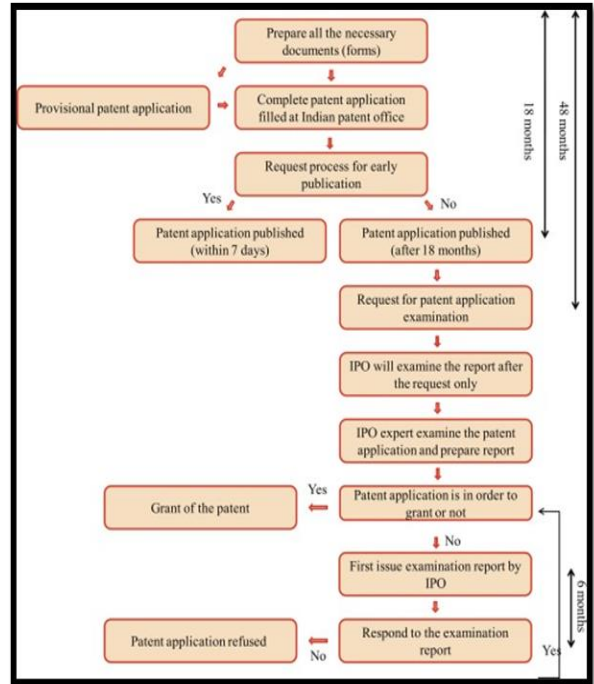 Prepare all the necessary
documents (forms)
Provisional patent application
Complete patent application
filled at Indian patent office
Request process for early
publication
Yes
No
Patent application published
(within 7 days)
Patent application published
(after 18 months)
18 months
48 months
Request for patent application
examination
IPO will examine the report after
the request only
IPO expert examine the patent
application and prepare report
Patent application is in order to
grant or not
Yes
Grant of the patent
No
First issue examination report by
IPO
Respond to the examination
report
No
Patent application refused
Yes
6 months